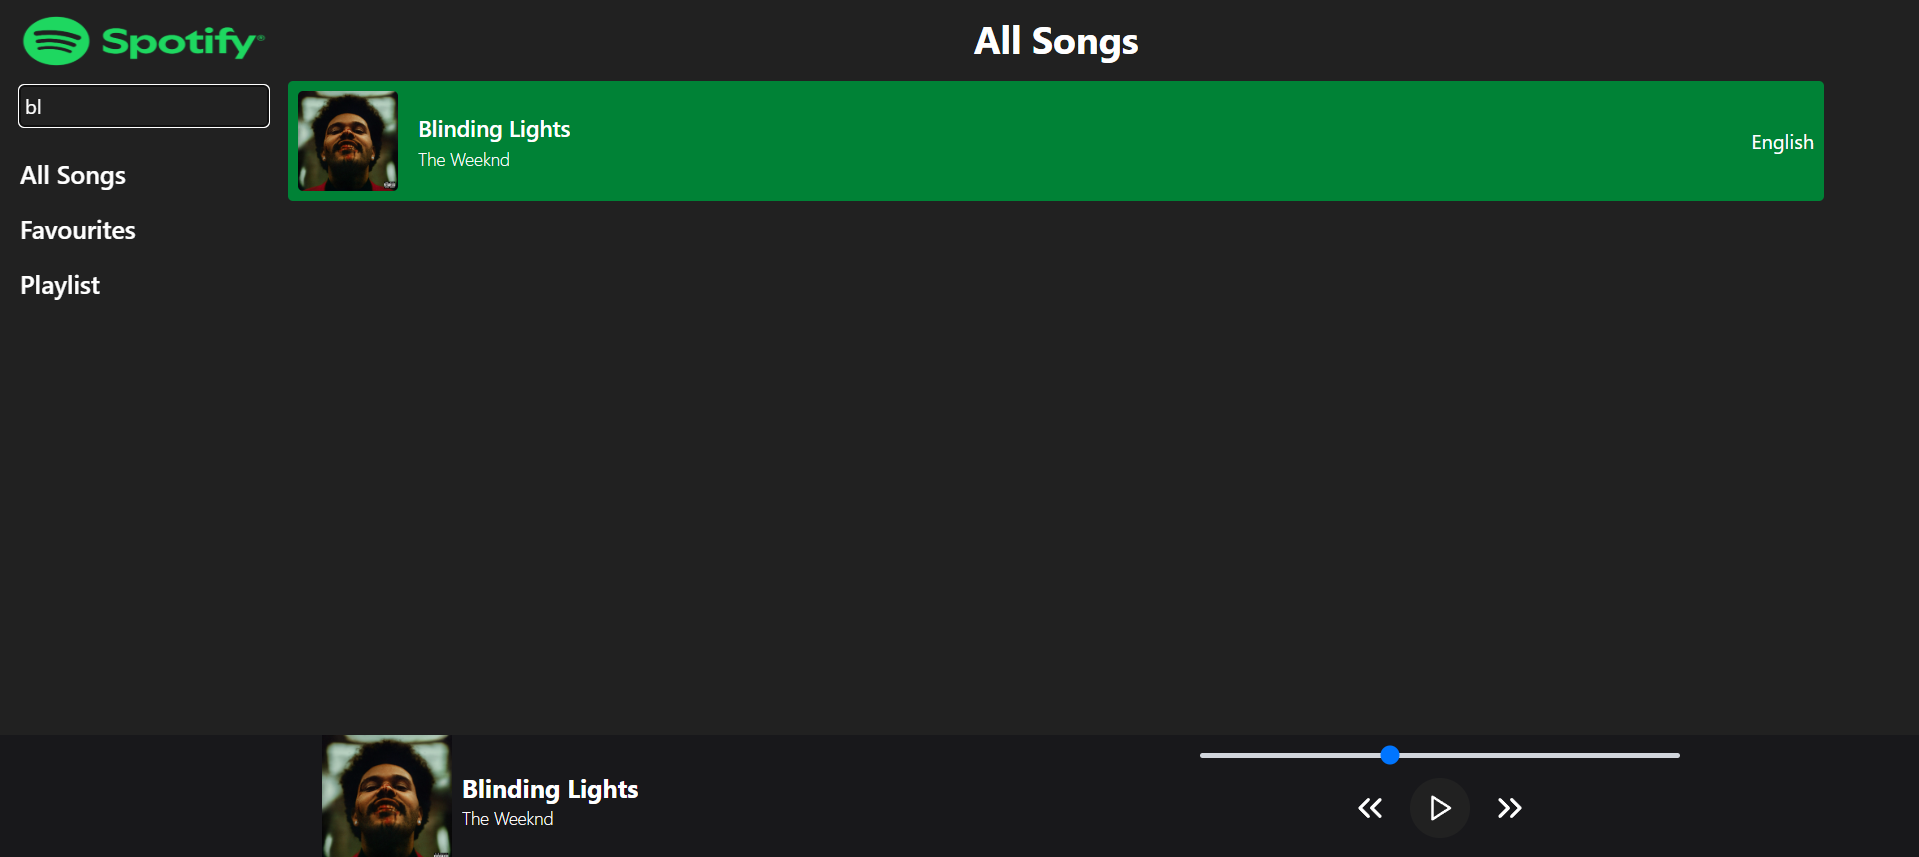 Spotify®
All Songs
bl
All Songs
Favourites
Playlist
Blinding Lights
The Weeknd
English
Blinding Lights
The Weeknd